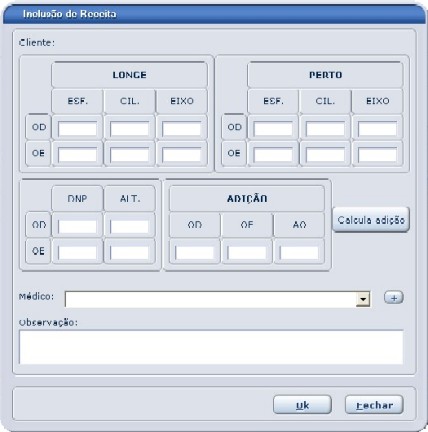 Inclusão de Receita
Cliente:
LONGE PERTO
ESF. CIL. EIXO ESF. CIL. EIXO
OD OD
OE OE
DNP ALT. ADIÇÃO
OD OD OE AO Calcula adição
OE
Médico: +
Observação:
Ok Fechar